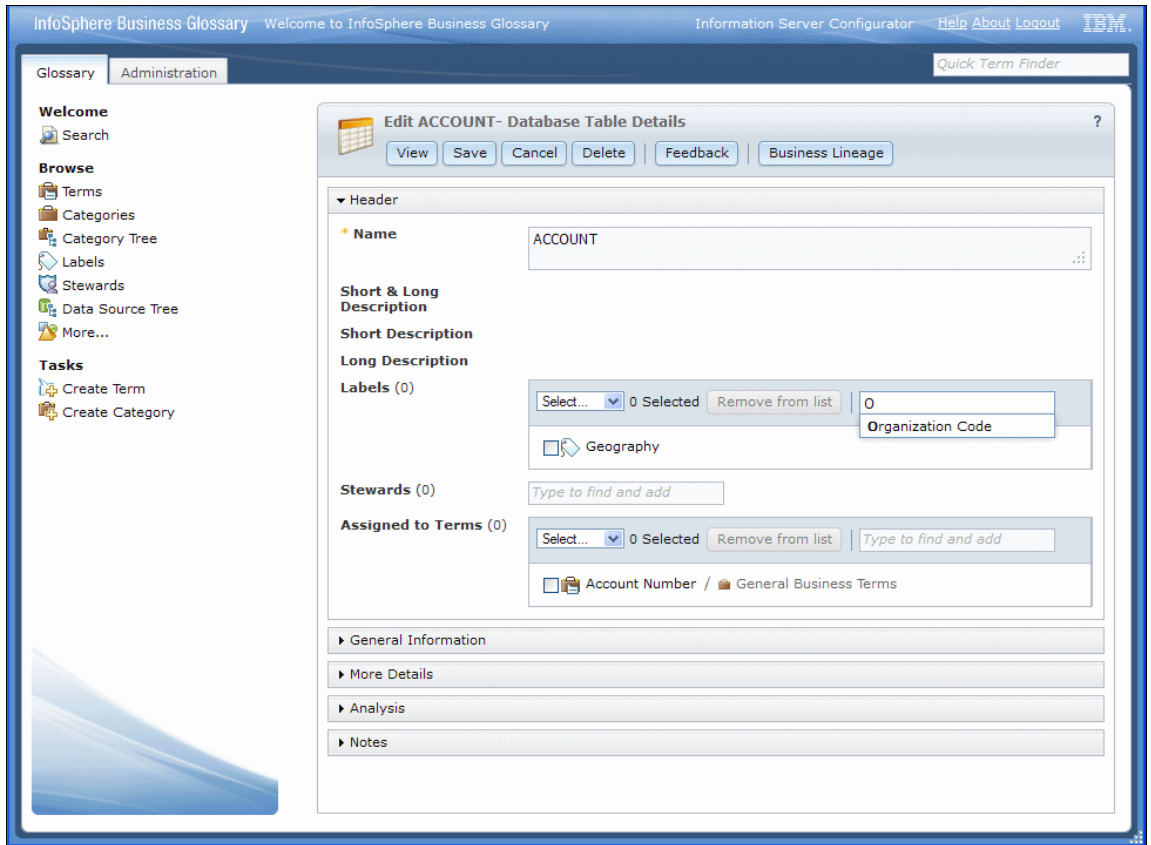 InfoSphere Business Glossary Welcome to InfoSphere Business Glossary Information Server Configurator Help About Logout IBM.
Glossary Administration Quick Term Finder
Welcome
Search
Browse
Terms
Categories
Category Tree
Labels
Stewards
Data Source Tree
More...
Tasks
Create Term
Create Category
Edit ACCOUNT- Database Table Details ?
View Save Cancel Delete | Feedback | Business Lineage
Header
* Name ACCOUNT
Short & Long
Description
Short Description
Long Description
Labels (0) Select... 0 Selected Remove from list | O
Organization Code
Geography
Stewards (0) Type to find and add
Assigned to Terms (0) Select... 0 Selected Remove from list | Type to find and add
Account Number / General Business Terms
General Information
More Details
Analysis
Notes